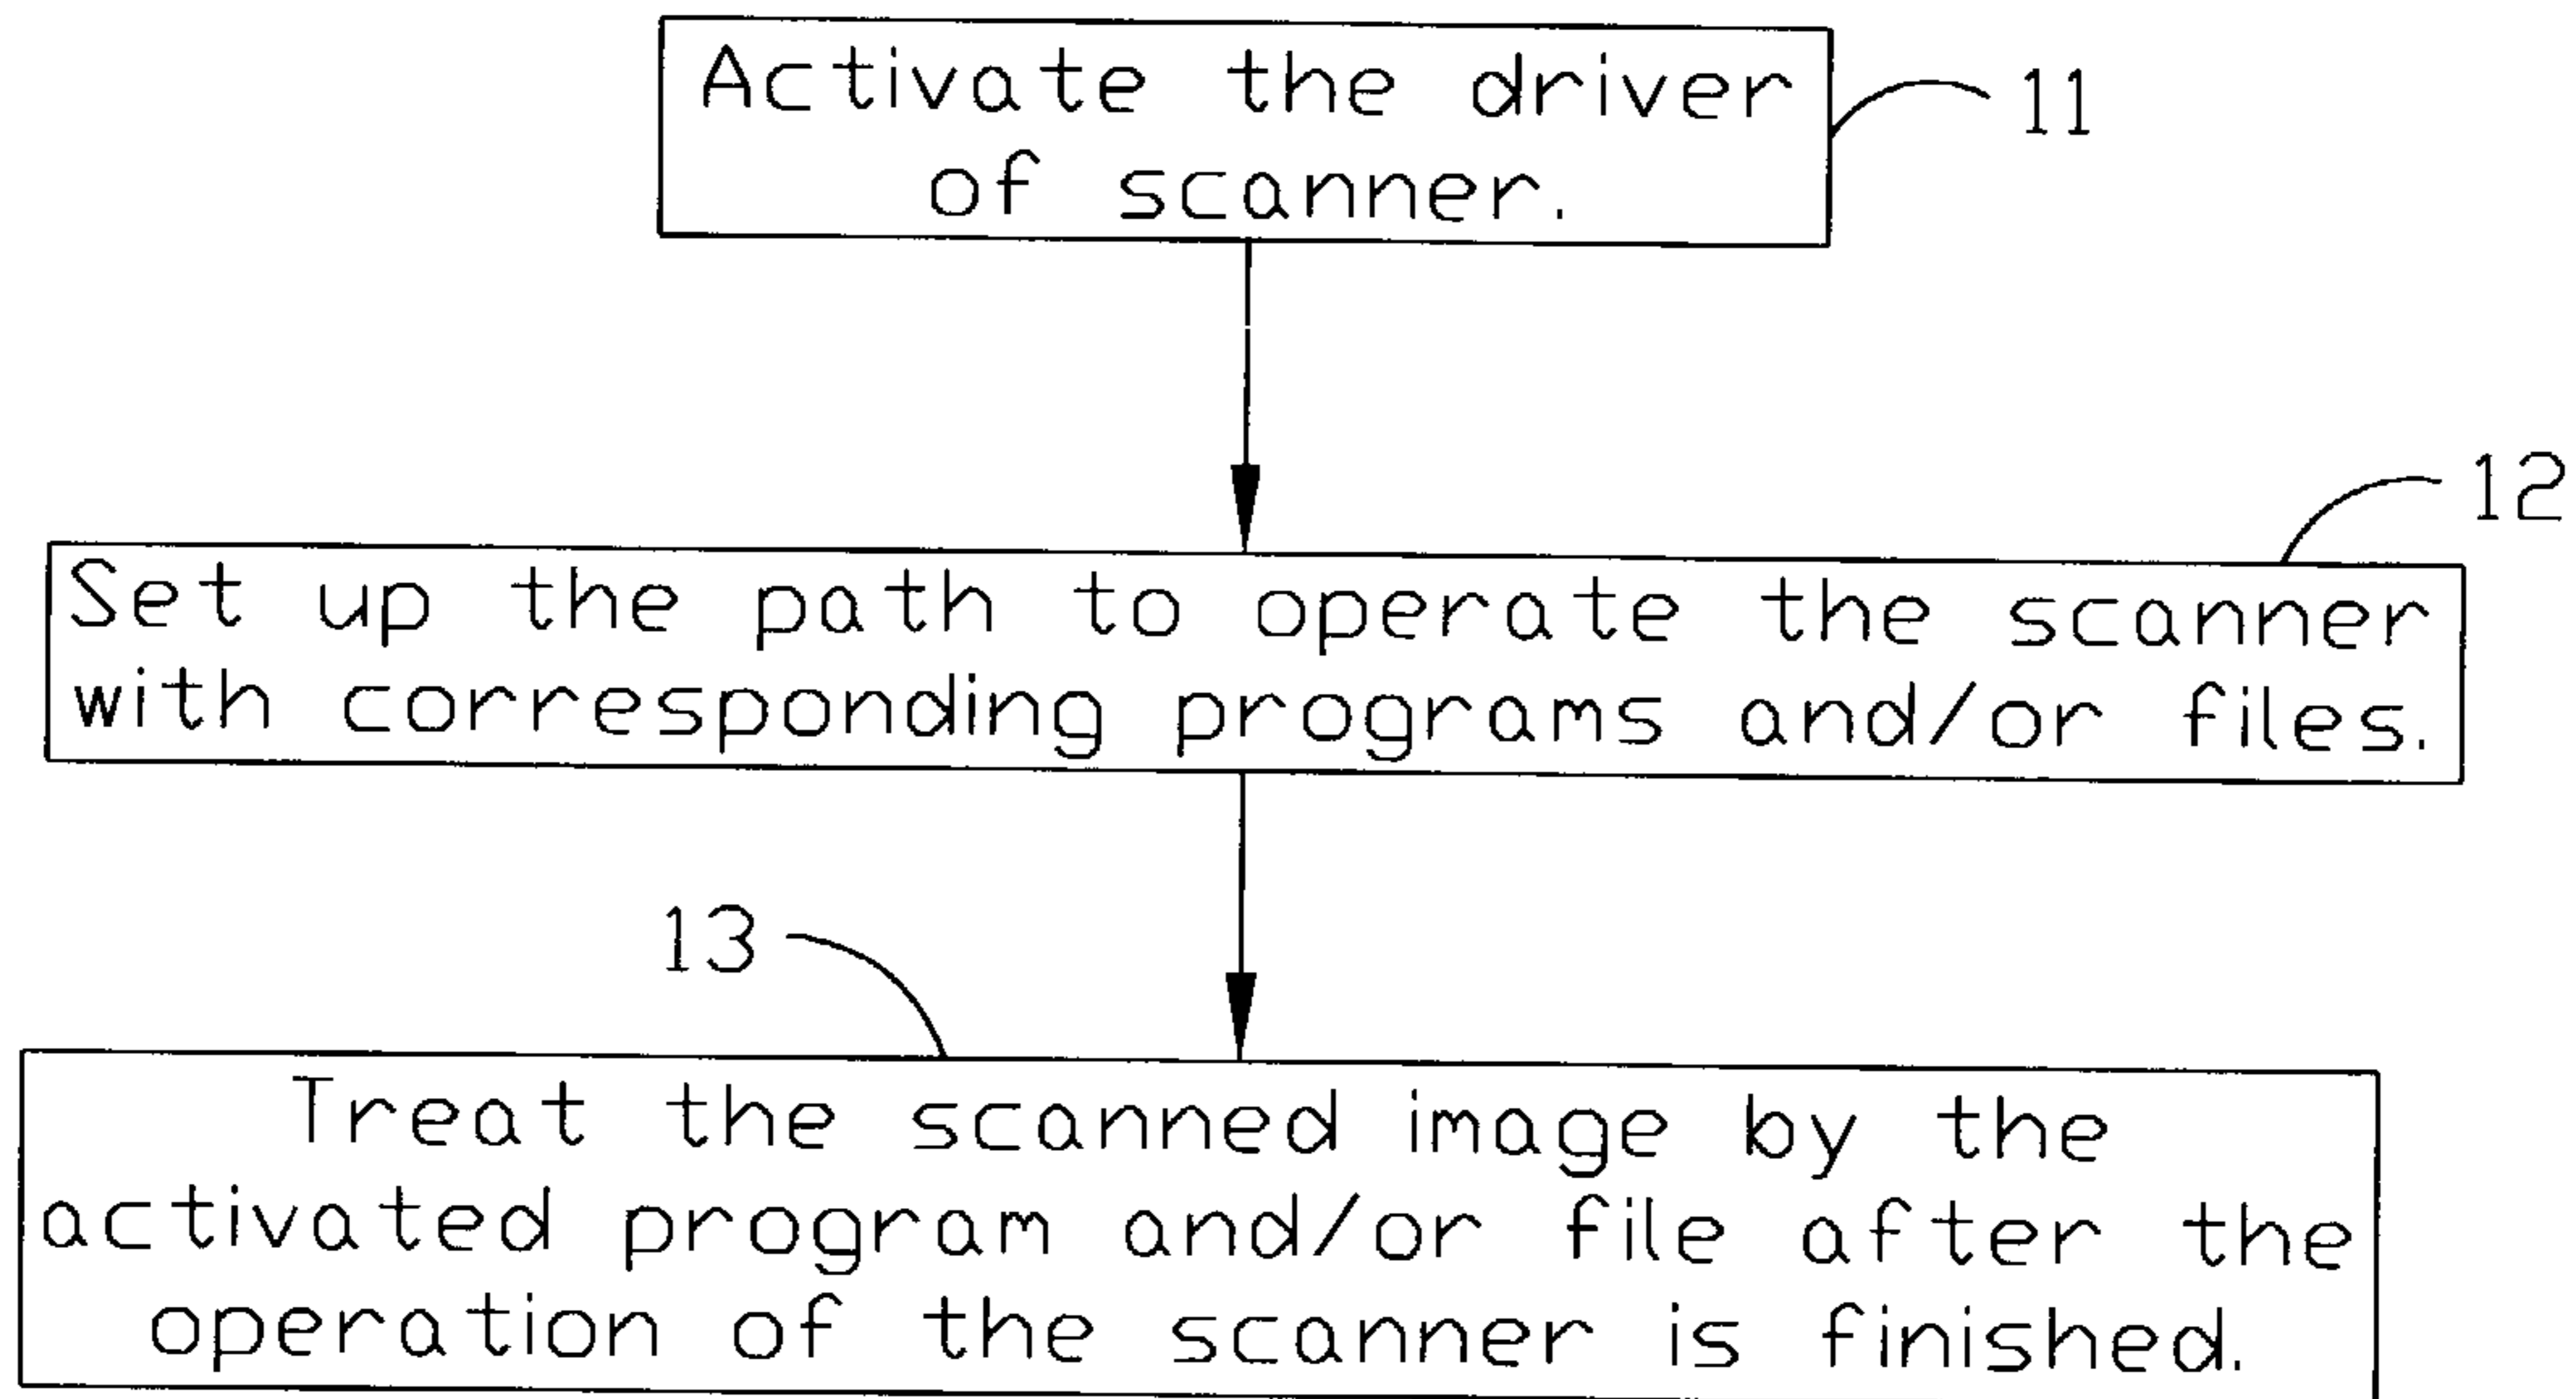 Activate the driver
of scanner.
11
12
Set up the path to operate the scanner
with corresponding programs and/or files.
13
Treat the scanned image by the
activated program and/or file after the
operation of the scanner is finished.